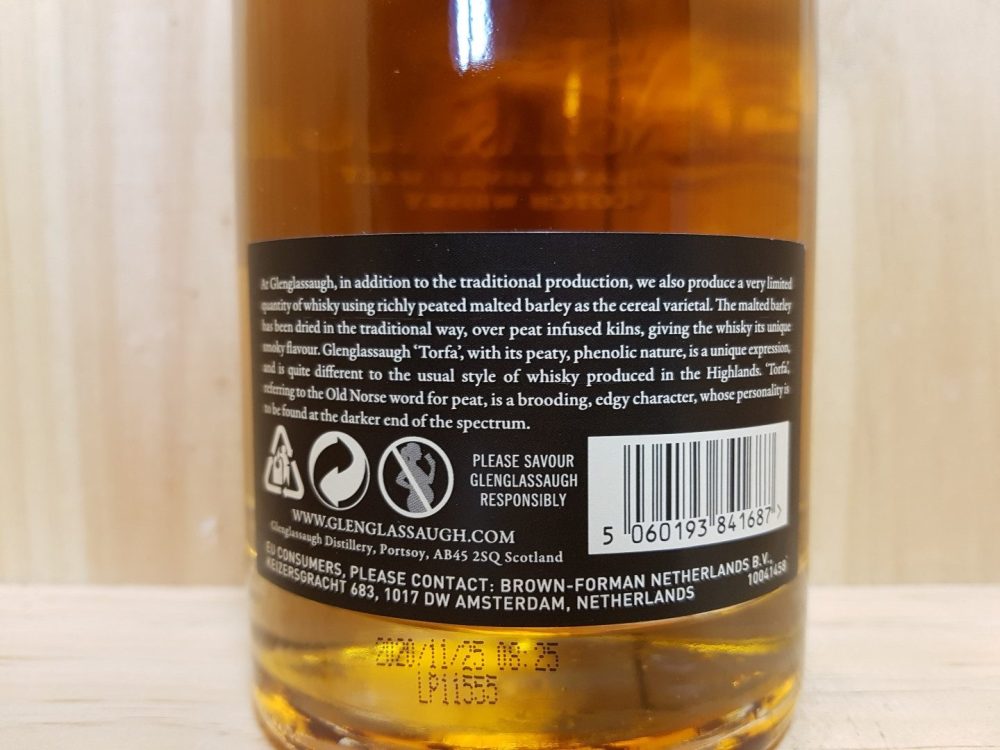 At Glenglassaugh, in addition to the traditional production, we also produce a very limited
quantity of whisky using richly peated malted barley as the cereal varietal. The malted barley
has been dried in the traditional way, over peat infused kilns, giving the whisky its unique
smoky flavour. Glenglassaugh ‘Torfa’, with its peaty, phenolic nature, is a unique expression,
and is quite different to the usual style of whisky produced in the Highlands. ‘Torfa’,
referring to the Old Norse word for peat, is a brooding, edgy character, whose personality is
to be found at the darker end of the spectrum.
PLEASE SAVOUR
GLENGLASSAUGH
RESPONSIBLY
5 060193 841687 >
WWW.GLENGLASSAUGH.COM
Glenglassaugh Distillery, Portsoy, AB45 2SQ Scotland
EU CONSUMERS, PLEASE CONTACT: BROWN-FORMAN NETHERLANDS B.V.,
KEIZERSGRACHT 683, 1017 DW AMSTERDAM, NETHERLANDS
10041458
2020/11/25 08:25
LP11555